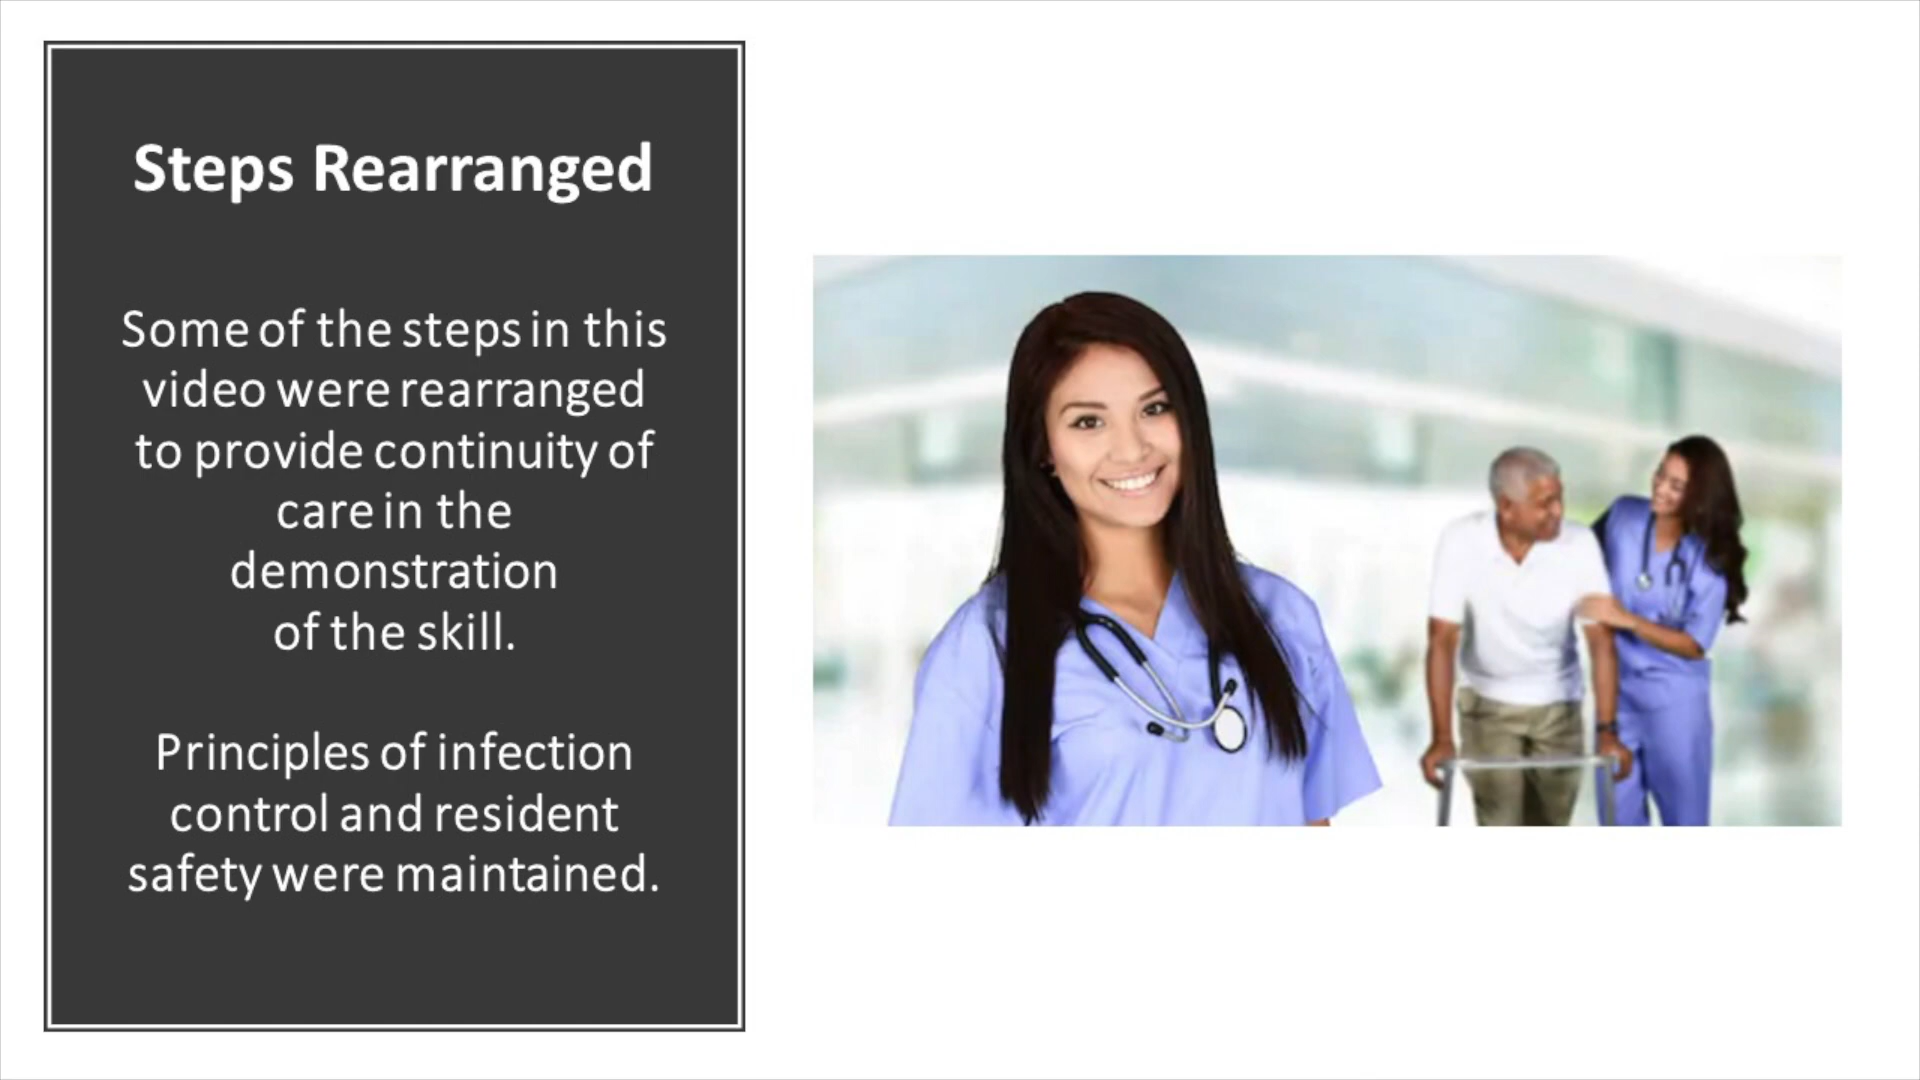 Steps Rearranged
Some of the steps in this
video were rearranged
to provide continuity of
care in the
demonstration
of the skill.
Principles of infection
control and resident
safety were maintained.